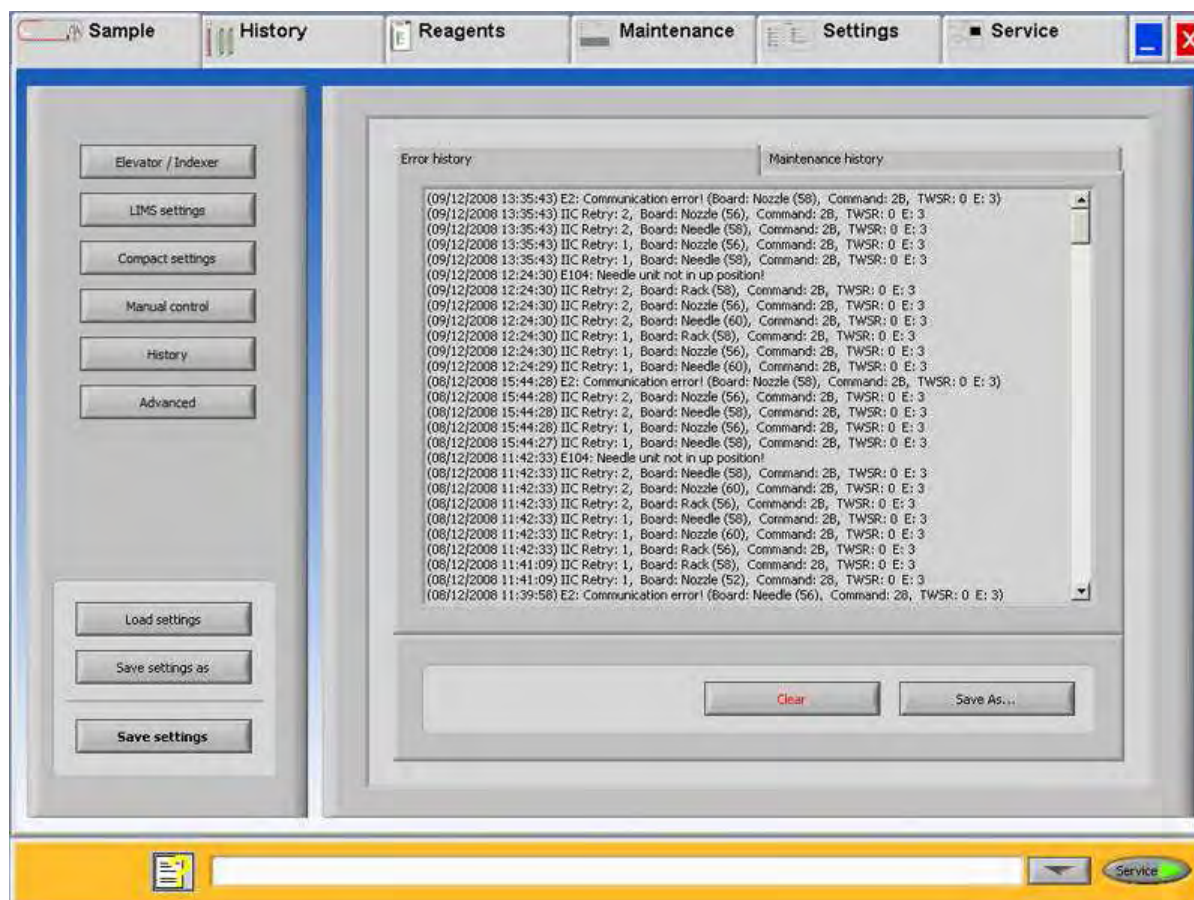 Sample History Reagents Maintenance Settings Service
Elevator / Indexer
LIMS settings
Compact settings
Manual control
History
Advanced
Load settings
Save settings as
Save settings
Error history Maintenance history
(09/12/2008 13:35:43) E2: Communication error! (Board: Nozzle (58), Command: 2B, TWSR: 0 E: 3)
(09/12/2008 13:35:43) IIC Retry: 2, Board: Nozzle (56), Command: 2B, TWSR: 0 E: 3
(09/12/2008 13:35:43) IIC Retry: 2, Board: Needle (58), Command: 2B, TWSR: 0 E: 3
(09/12/2008 13:35:43) IIC Retry: 1, Board: Nozzle (56), Command: 2B, TWSR: 0 E: 3
(09/12/2008 13:35:43) IIC Retry: 1, Board: Needle (58), Command: 2B, TWSR: 0 E: 3
(09/12/2008 12:24:30) E104: Needle unit not in up position!
(09/12/2008 12:24:30) IIC Retry: 2, Board: Rack (58), Command: 2B, TWSR: 0 E: 3
(09/12/2008 12:24:30) IIC Retry: 2, Board: Nozzle (56), Command: 2B, TWSR: 0 E: 3
(09/12/2008 12:24:30) IIC Retry: 2, Board: Needle (60), Command: 2B, TWSR: 0 E: 3
(09/12/2008 12:24:30) IIC Retry: 1, Board: Rack (58), Command: 2B, TWSR: 0 E: 3
(09/12/2008 12:24:30) IIC Retry: 1, Board: Nozzle (56), Command: 2B, TWSR: 0 E: 3
(09/12/2008 12:24:29) IIC Retry: 1, Board: Needle (60), Command: 2B, TWSR: 0 E: 3
(08/12/2008 15:44:28) E2: Communication error! (Board: Nozzle (58), Command: 2B, TWSR: 0 E: 3)
(08/12/2008 15:44:28) IIC Retry: 2, Board: Nozzle (56), Command: 2B, TWSR: 0 E: 3
(08/12/2008 15:44:28) IIC Retry: 2, Board: Needle (58), Command: 2B, TWSR: 0 E: 3
(08/12/2008 15:44:28) IIC Retry: 1, Board: Nozzle (56), Command: 2B, TWSR: 0 E: 3
(08/12/2008 15:44:27) IIC Retry: 1, Board: Needle (58), Command: 2B, TWSR: 0 E: 3
(08/12/2008 11:42:33) E104: Needle unit not in up position!
(08/12/2008 11:42:33) IIC Retry: 2, Board: Needle (58), Command: 2B, TWSR: 0 E: 3
(08/12/2008 11:42:33) IIC Retry: 2, Board: Nozzle (60), Command: 2B, TWSR: 0 E: 3
(08/12/2008 11:42:33) IIC Retry: 2, Board: Rack (56), Command: 2B, TWSR: 0 E: 3
(08/12/2008 11:42:33) IIC Retry: 1, Board: Needle (58), Command: 2B, TWSR: 0 E: 3
(08/12/2008 11:42:33) IIC Retry: 1, Board: Nozzle (60), Command: 2B, TWSR: 0 E: 3
(08/12/2008 11:42:33) IIC Retry: 1, Board: Rack (56), Command: 2B, TWSR: 0 E: 3
(08/12/2008 11:41:09) IIC Retry: 1, Board: Rack (58), Command: 28, TWSR: 0 E: 3
(08/12/2008 11:41:09) IIC Retry: 1, Board: Nozzle (52), Command: 28, TWSR: 0 E: 3
(08/12/2008 11:39:58) E2: Communication error! (Board: Needle (56), Command: 28, TWSR: 0 E: 3)
Clear Save As...
Service